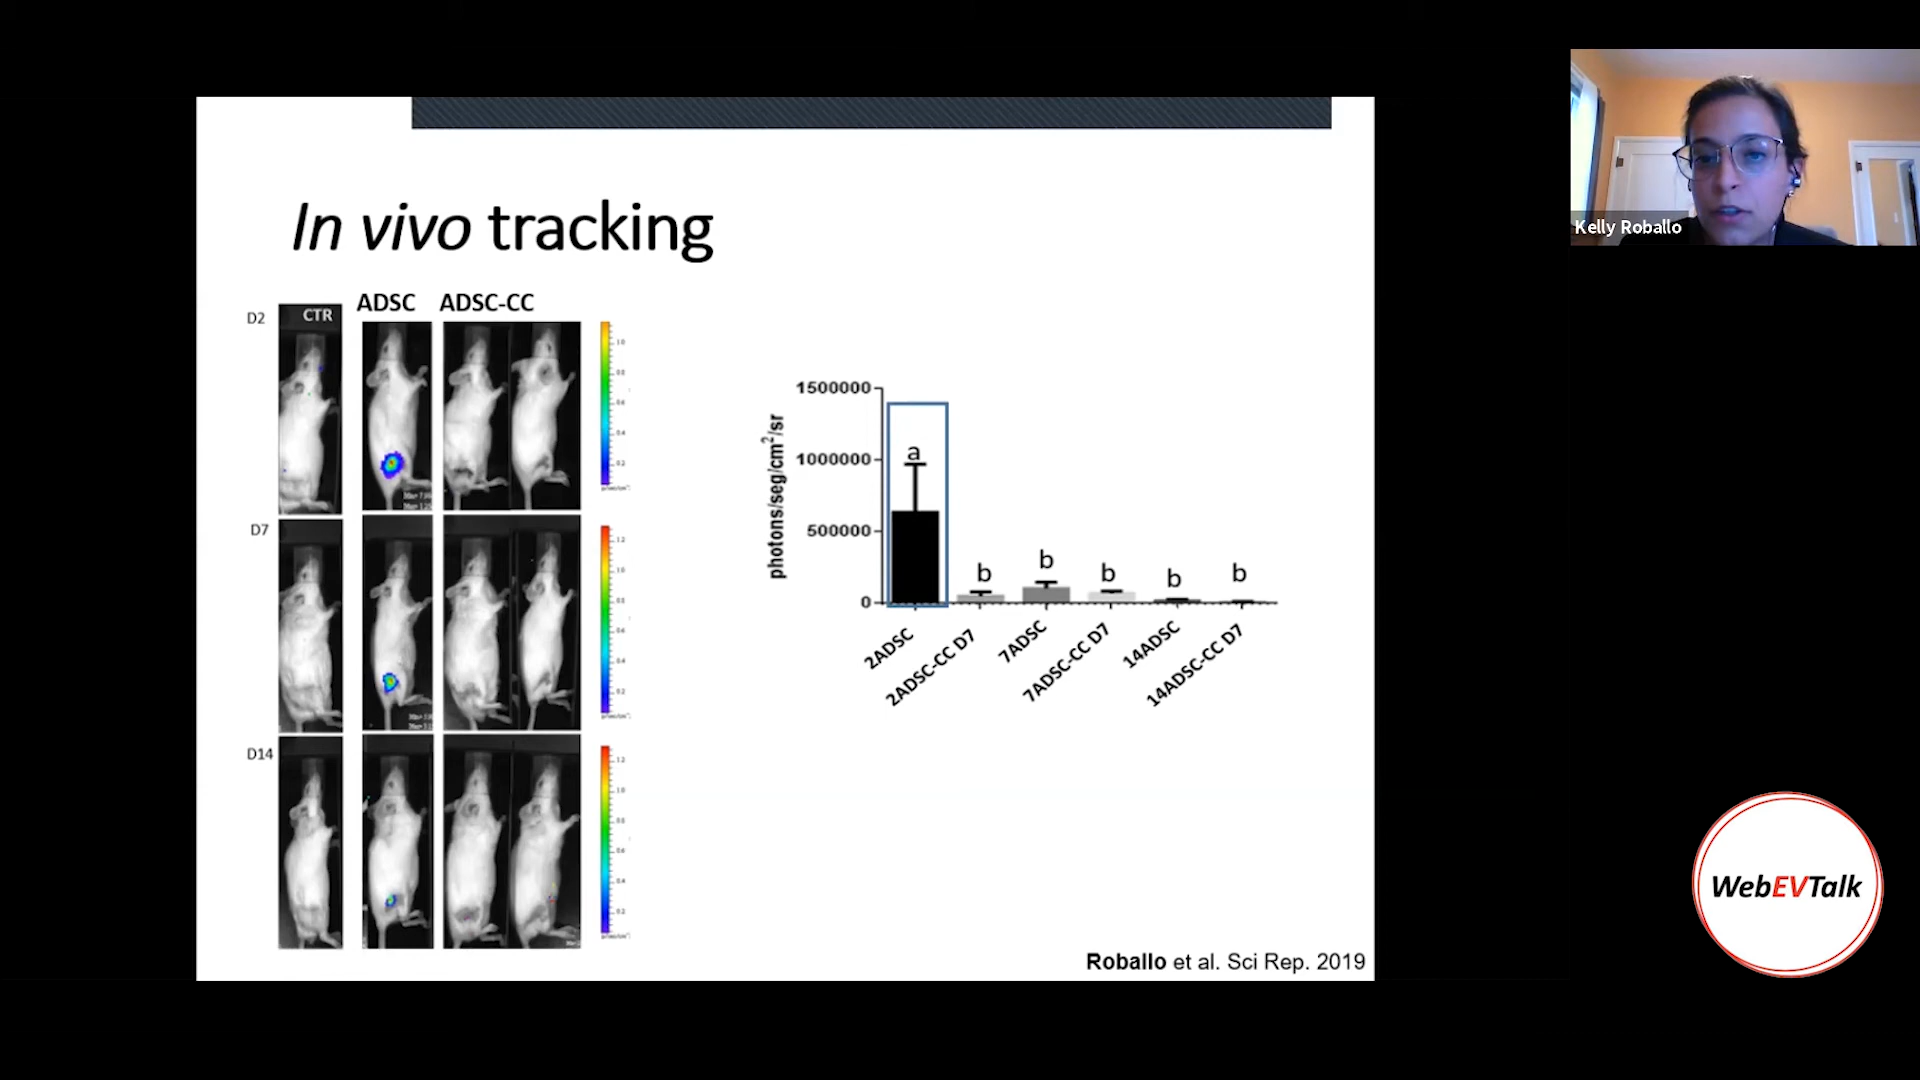 In vivo tracking
ADSC
ADSC-CC
D2
CTR
D7
D14
photons/seg/cm²/sr
1500000
1000000
500000
0
a
b
b
b
b
b
2ADSC
2ADSC-CC D7
7ADSC
7ADSC-CC D7
14ADSC
14ADSC-CC D7
Roballo et al. Sci Rep. 2019
Kelly Roballo
WebEVTalk